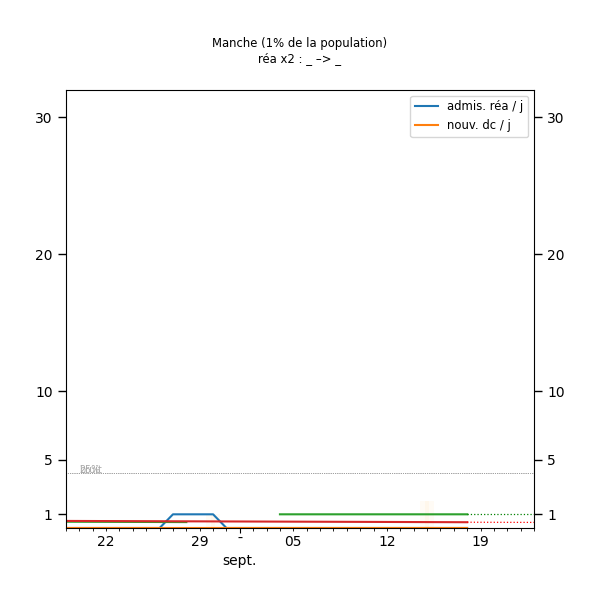 Manche (1% de la population)
réa x2 : _ –> _
admis. réa / j
nouv. dc / j
30 30
20 20
10 10
5 5
1 1
22 29 - 05 12 19
sept.